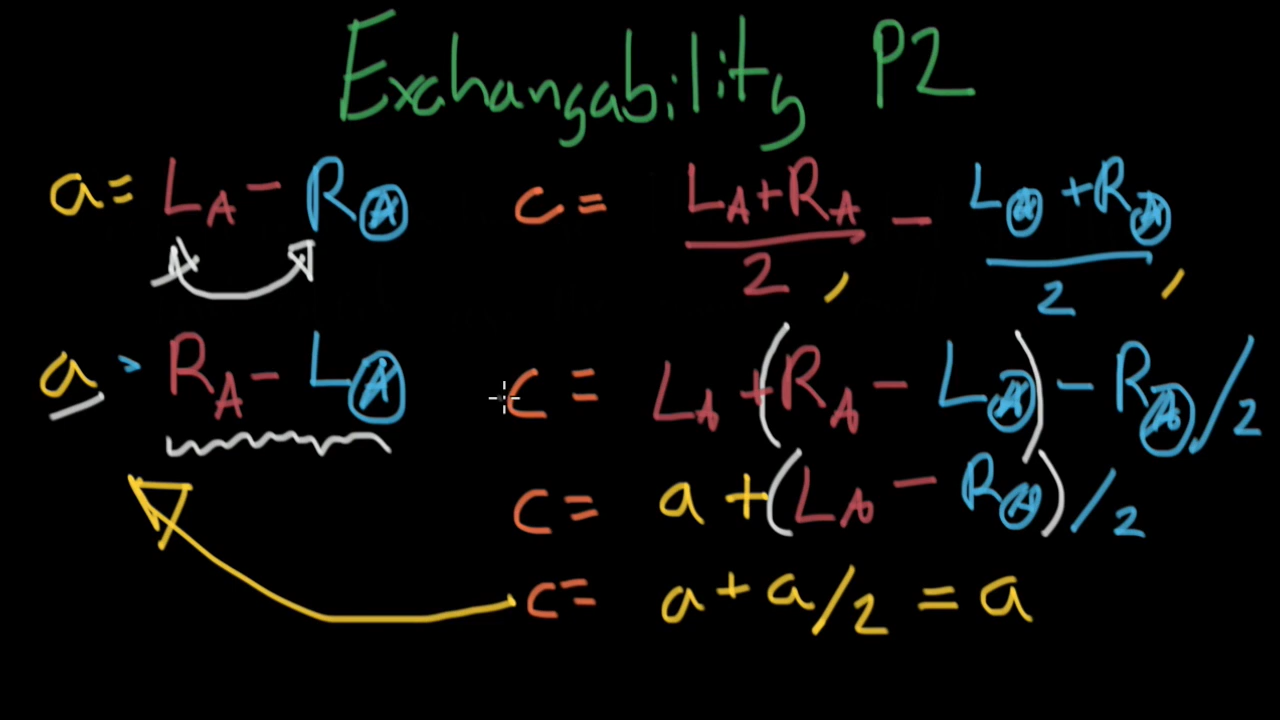 Exchangability P2
a = L_A - R_Ⓐ
c = (L_A + R_A)/2, - (L_Ⓐ + R_Ⓐ)/2,
a = R_A - L_Ⓐ
c = L_A + (R_A - L_Ⓐ) - R_Ⓐ/2
c = a + (L_A - R_Ⓐ)/2
c = a + a/2 = a